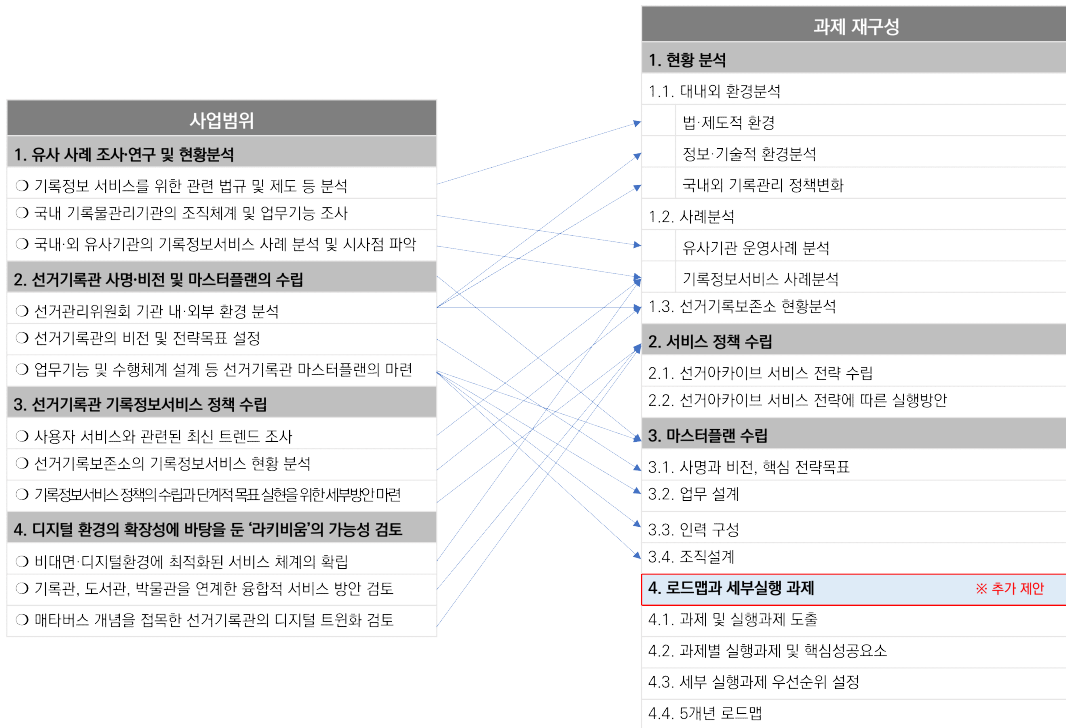 사업범위
1. 유사 사례 조사·연구 및 현황분석
❍ 기록정보 서비스를 위한 관련 법규 및 제도 등 분석
❍ 국내 기록물관리기관의 조직체계 및 업무기능 조사
❍ 국내·외 유사기관의 기록정보서비스 사례 분석 및 시사점 파악
2. 선거기록관 사명·비전 및 마스터플랜의 수립
❍ 선거관리위원회 기관 내·외부 환경 분석
❍ 선거기록관의 비전 및 전략목표 설정
❍ 업무기능 및 수행체계 설계 등 선거기록관 마스터플랜의 마련
3. 선거기록관 기록정보서비스 정책 수립
❍ 사용자 서비스와 관련된 최신 트렌드 조사
❍ 선거기록보존소의 기록정보서비스 현황 분석
❍ 기록정보서비스 정책의 수립과 단계적 목표 실현을 위한 세부방안 마련
4. 디지털 환경의 확장성에 바탕을 둔 ‘라키비움’의 가능성 검토
❍ 비대면·디지털환경에 최적화된 서비스 체계의 확립
❍ 기록관, 도서관, 박물관을 연계한 융합적 서비스 방안 검토
❍ 매타버스 개념을 접목한 선거기록관의 디지털 트윈화 검토
과제 재구성
1. 현황 분석
1.1. 대내외 환경분석
법·제도적 환경
정보·기술적 환경분석
국내외 기록관리 정책변화
1.2. 사례분석
유사기관 운영사례 분석
기록정보서비스 사례분석
1.3. 선거기록보존소 현황분석
2. 서비스 정책 수립
2.1. 선거아카이브 서비스 전략 수립
2.2. 선거아카이브 서비스 전략에 따른 실행방안
3. 마스터플랜 수립
3.1. 사명과 비전, 핵심 전략목표
3.2. 업무 설계
3.3. 인력 구성
3.4. 조직설계
4. 로드맵과 세부실행 과제 ※ 추가 제안
4.1. 과제 및 실행과제 도출
4.2. 과제별 실행과제 및 핵심성공요소
4.3. 세부 실행과제 우선순위 설정
4.4. 5개년 로드맵